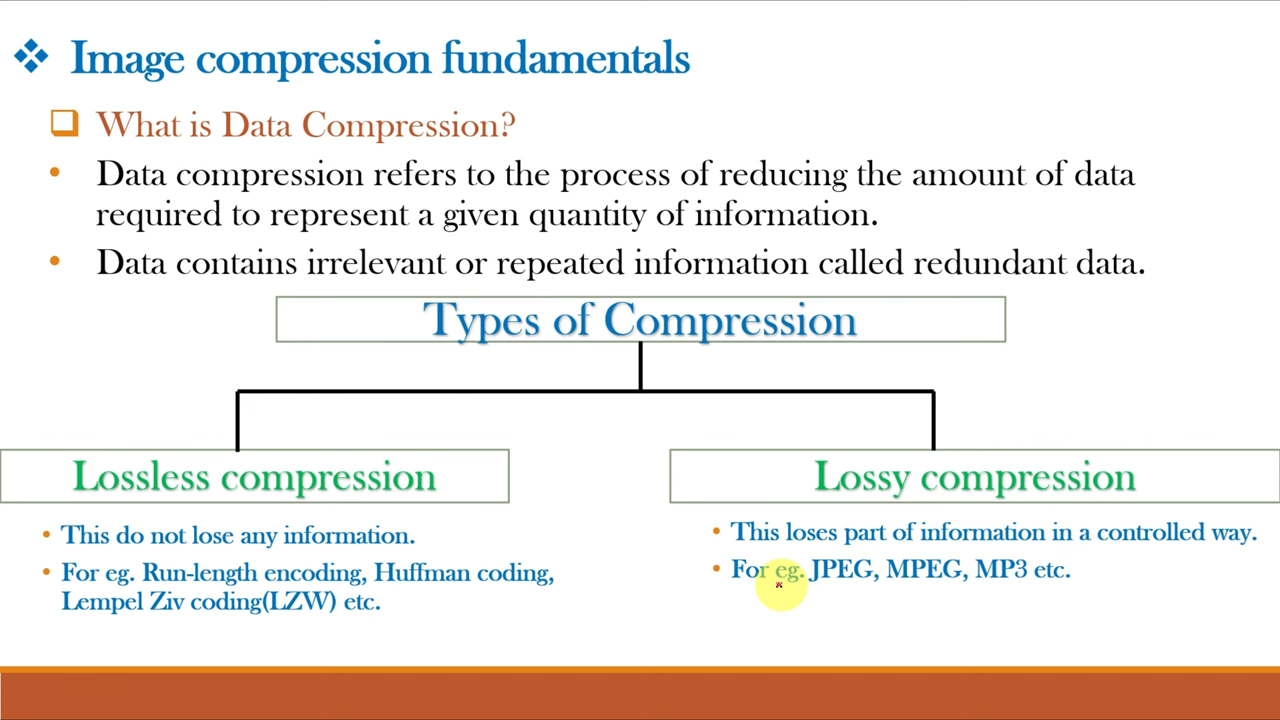 Image compression fundamentals
What is Data Compression?
Data compression refers to the process of reducing the amount of data
required to represent a given quantity of information.
Data contains irrelevant or repeated information called redundant data.
Types of Compression
Lossless compression
This do not lose any information.
For eg. Run-length encoding, Huffman coding,
Lempel Ziv coding(LZW) etc.
Lossy compression
This loses part of information in a controlled way.
For eg. JPEG, MPEG, MP3 etc.